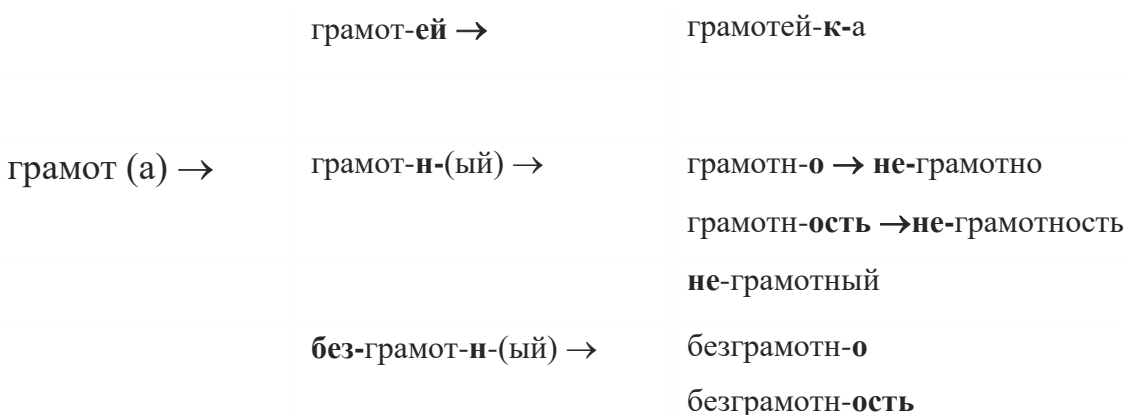 грамот-ей → грамотей-к-а
грамот (а) → грамот-н-(ый) → грамотн-о → не-грамотно
грамотн-ость →не-грамотность
не-грамотный
без-грамот-н-(ый) → безграмотн-о
безграмотн-ость